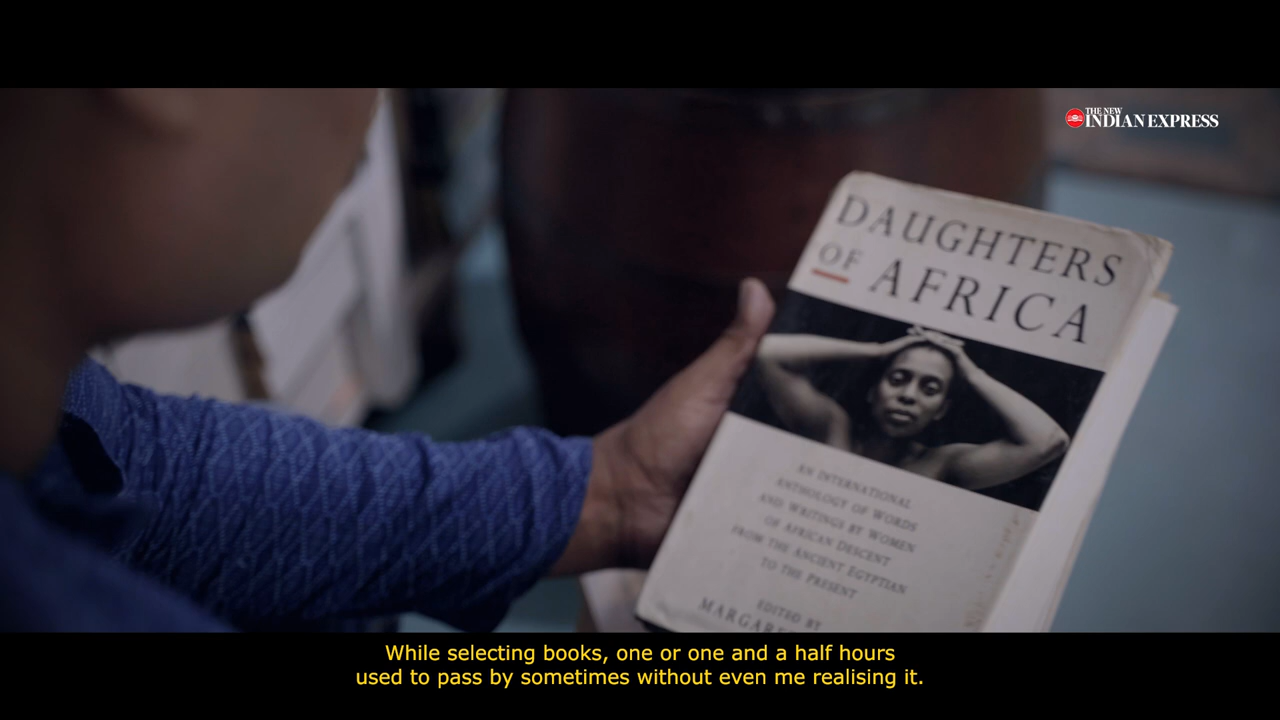 THE NEW
INDIAN EXPRESS
DAUGHTERS
OF AFRICA
AN INTERNATIONAL
ANTHOLOGY OF WORDS
AND WRITINGS BY WOMEN
OF AFRICAN DESCENT
FROM THE ANCIENT EGYPTIAN
TO THE PRESENT
EDITED BY
While selecting books, one or one and a half hours
used to pass by sometimes without even me realising it.